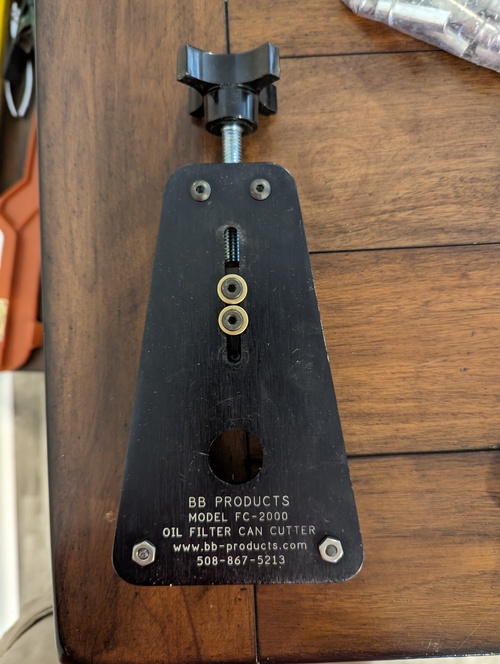 BB PRODUCTS
MODEL FC-2000
OIL FILTER CAN CUTTER
www.bb-products.com
508-867-5213